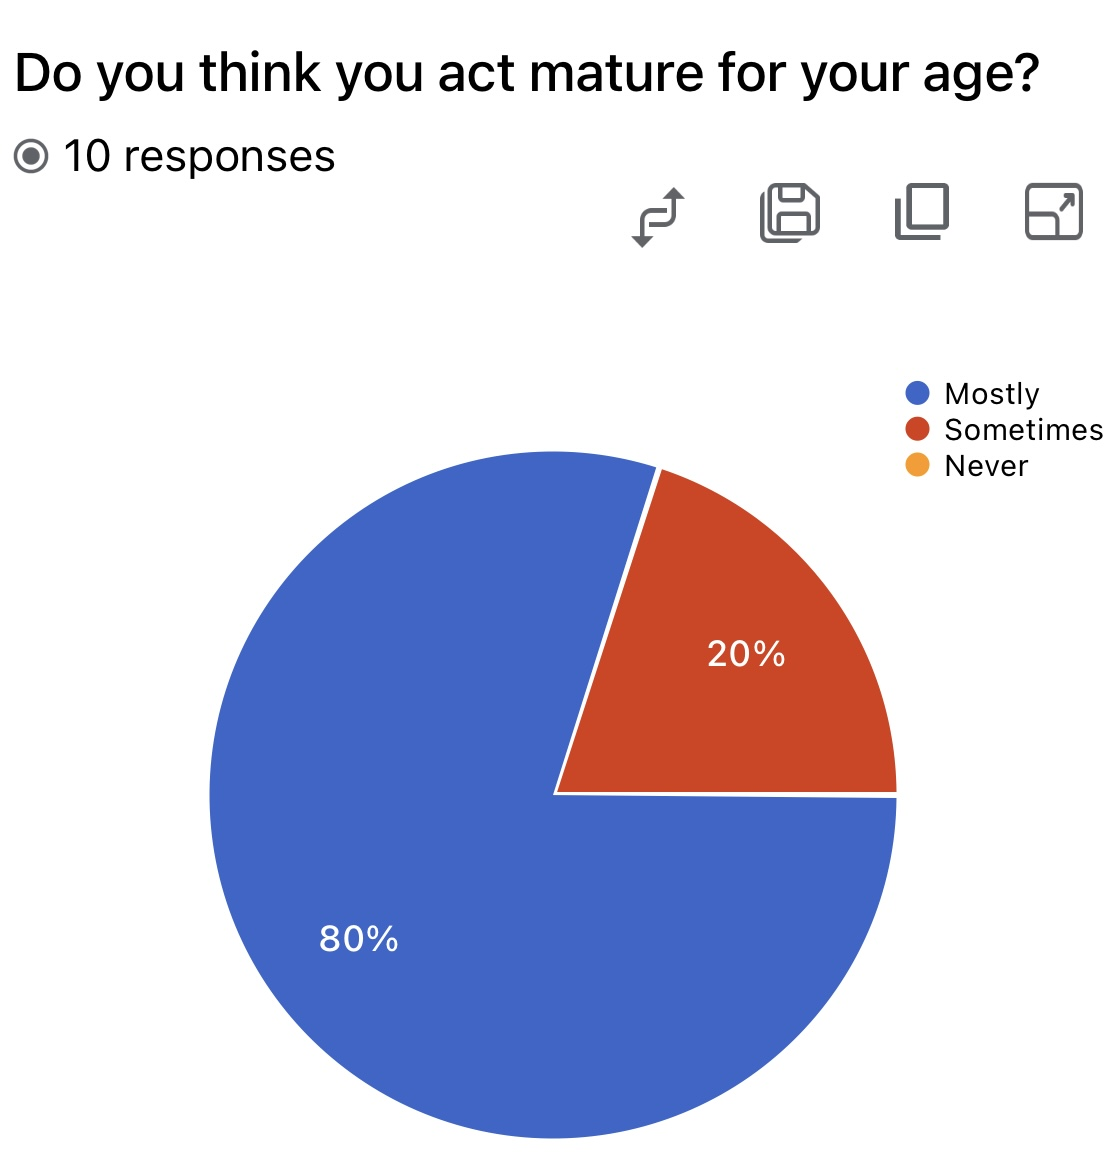 Do you think you act mature for your age?
10 responses
Mostly
Sometimes
Never
20%
80%